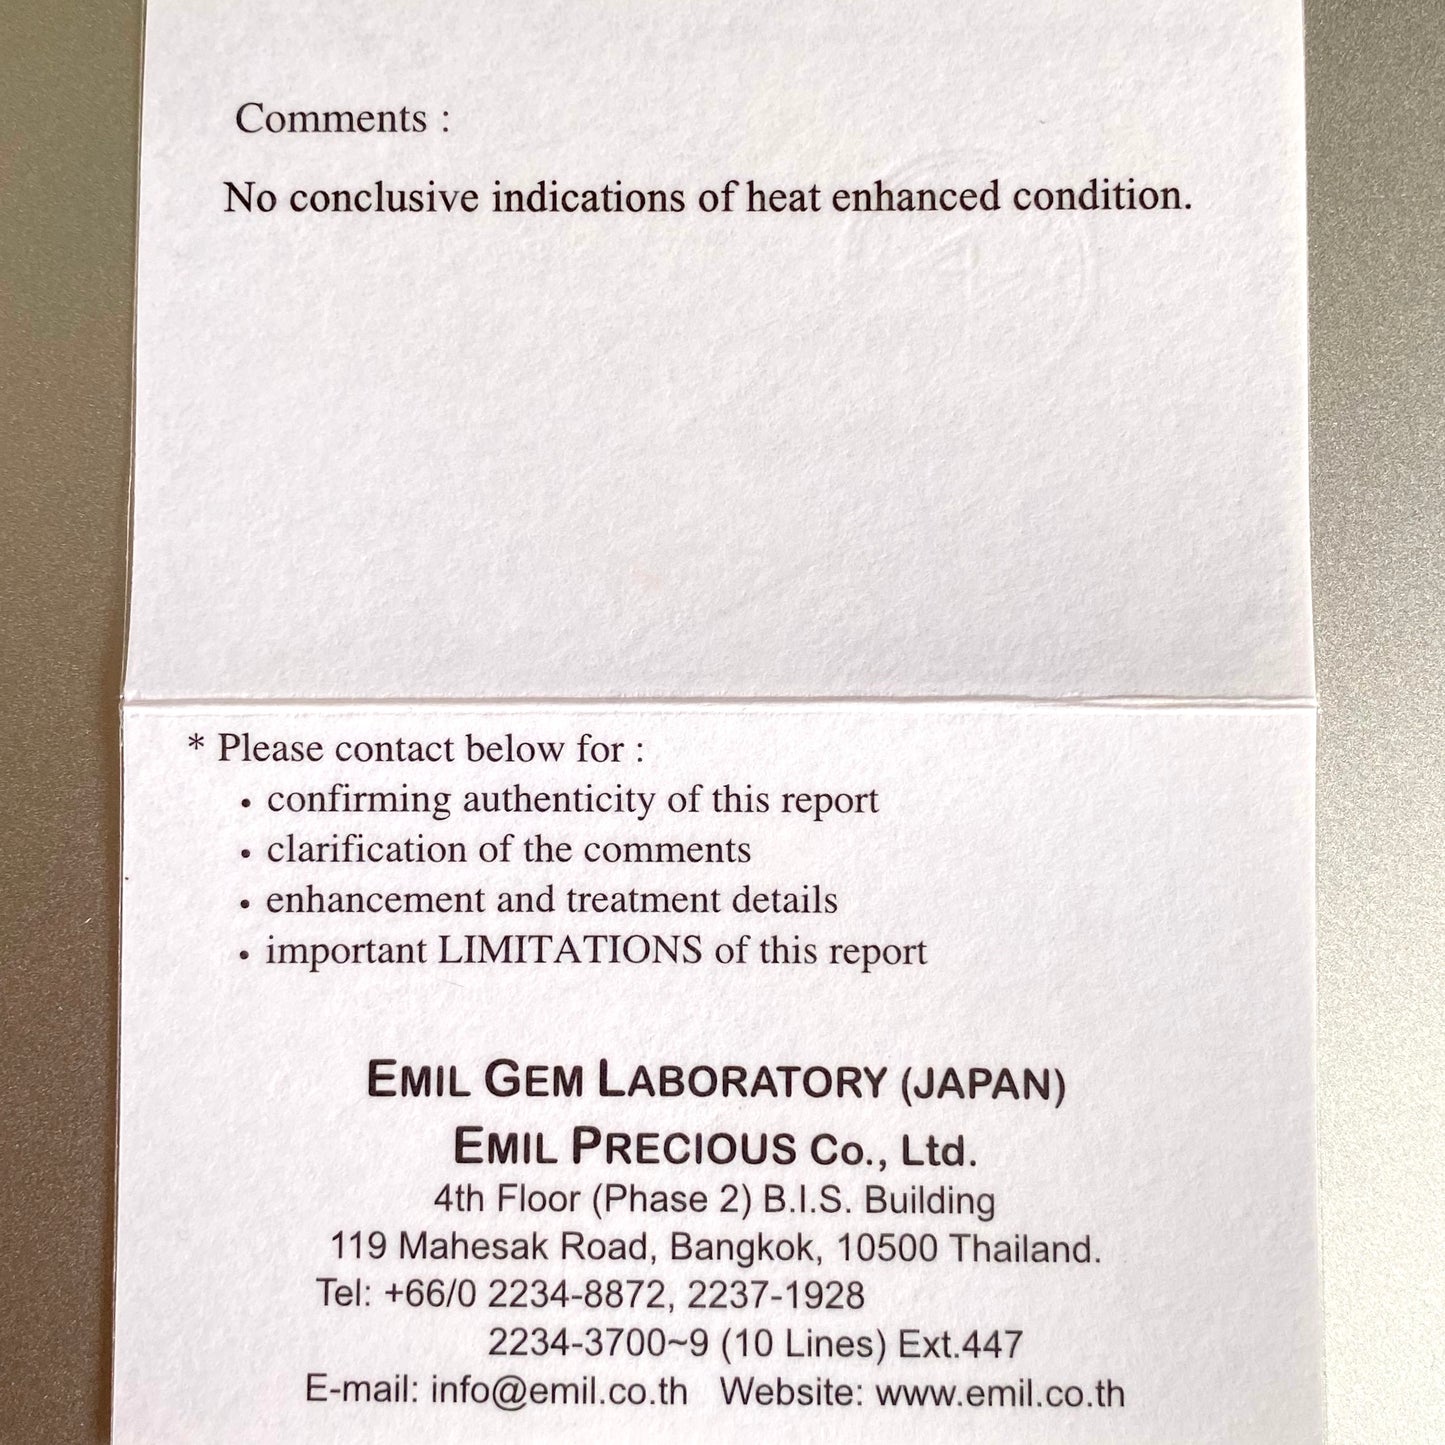 Comments :
No conclusive indications of heat enhanced condition.
* Please contact below for :
• confirming authenticity of this report
• clarification of the comments
• enhancement and treatment details
• important LIMITATIONS of this report
EMIL GEM LABORATORY (JAPAN)
EMIL PRECIOUS Co., Ltd.
4th Floor (Phase 2) B.I.S. Building
119 Mahesak Road, Bangkok, 10500 Thailand.
Tel: +66/0 2234-8872, 2237-1928
2234-3700~9 (10 Lines) Ext.447
E-mail: info@emil.co.th Website: www.emil.co.th